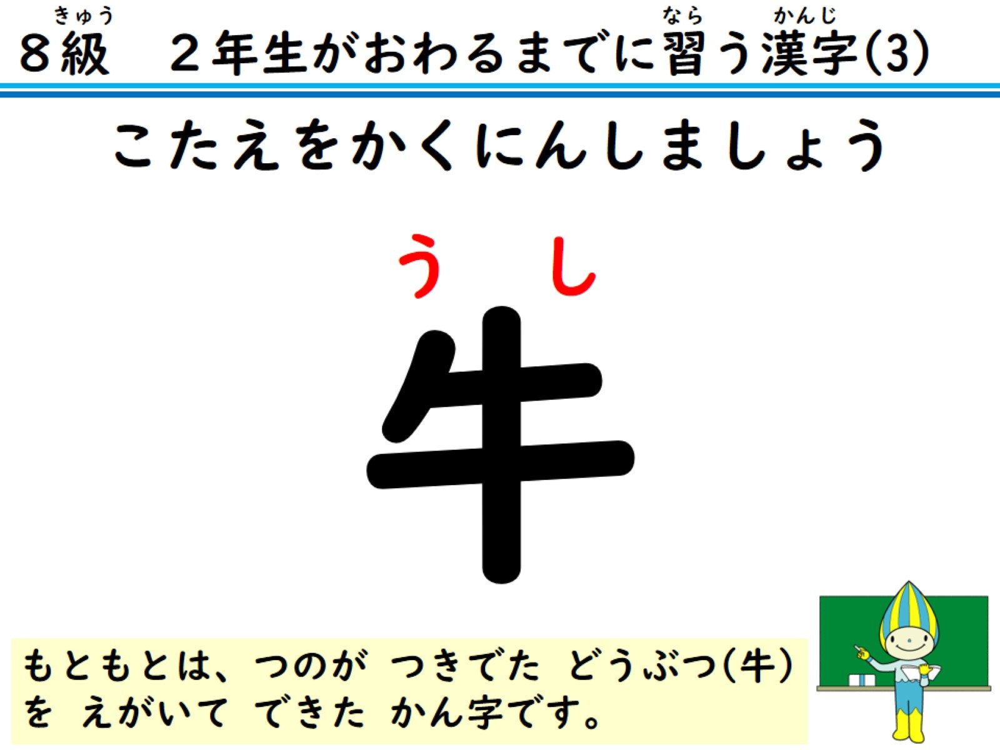 きゅう なら かんじ
8級 2年生がおわるまでに習う漢字(3)
こたえをかくにんしましょう
うし
牛
もともとは、つのが つきでた どうぶつ(牛)
を えがいて できた かん字です。